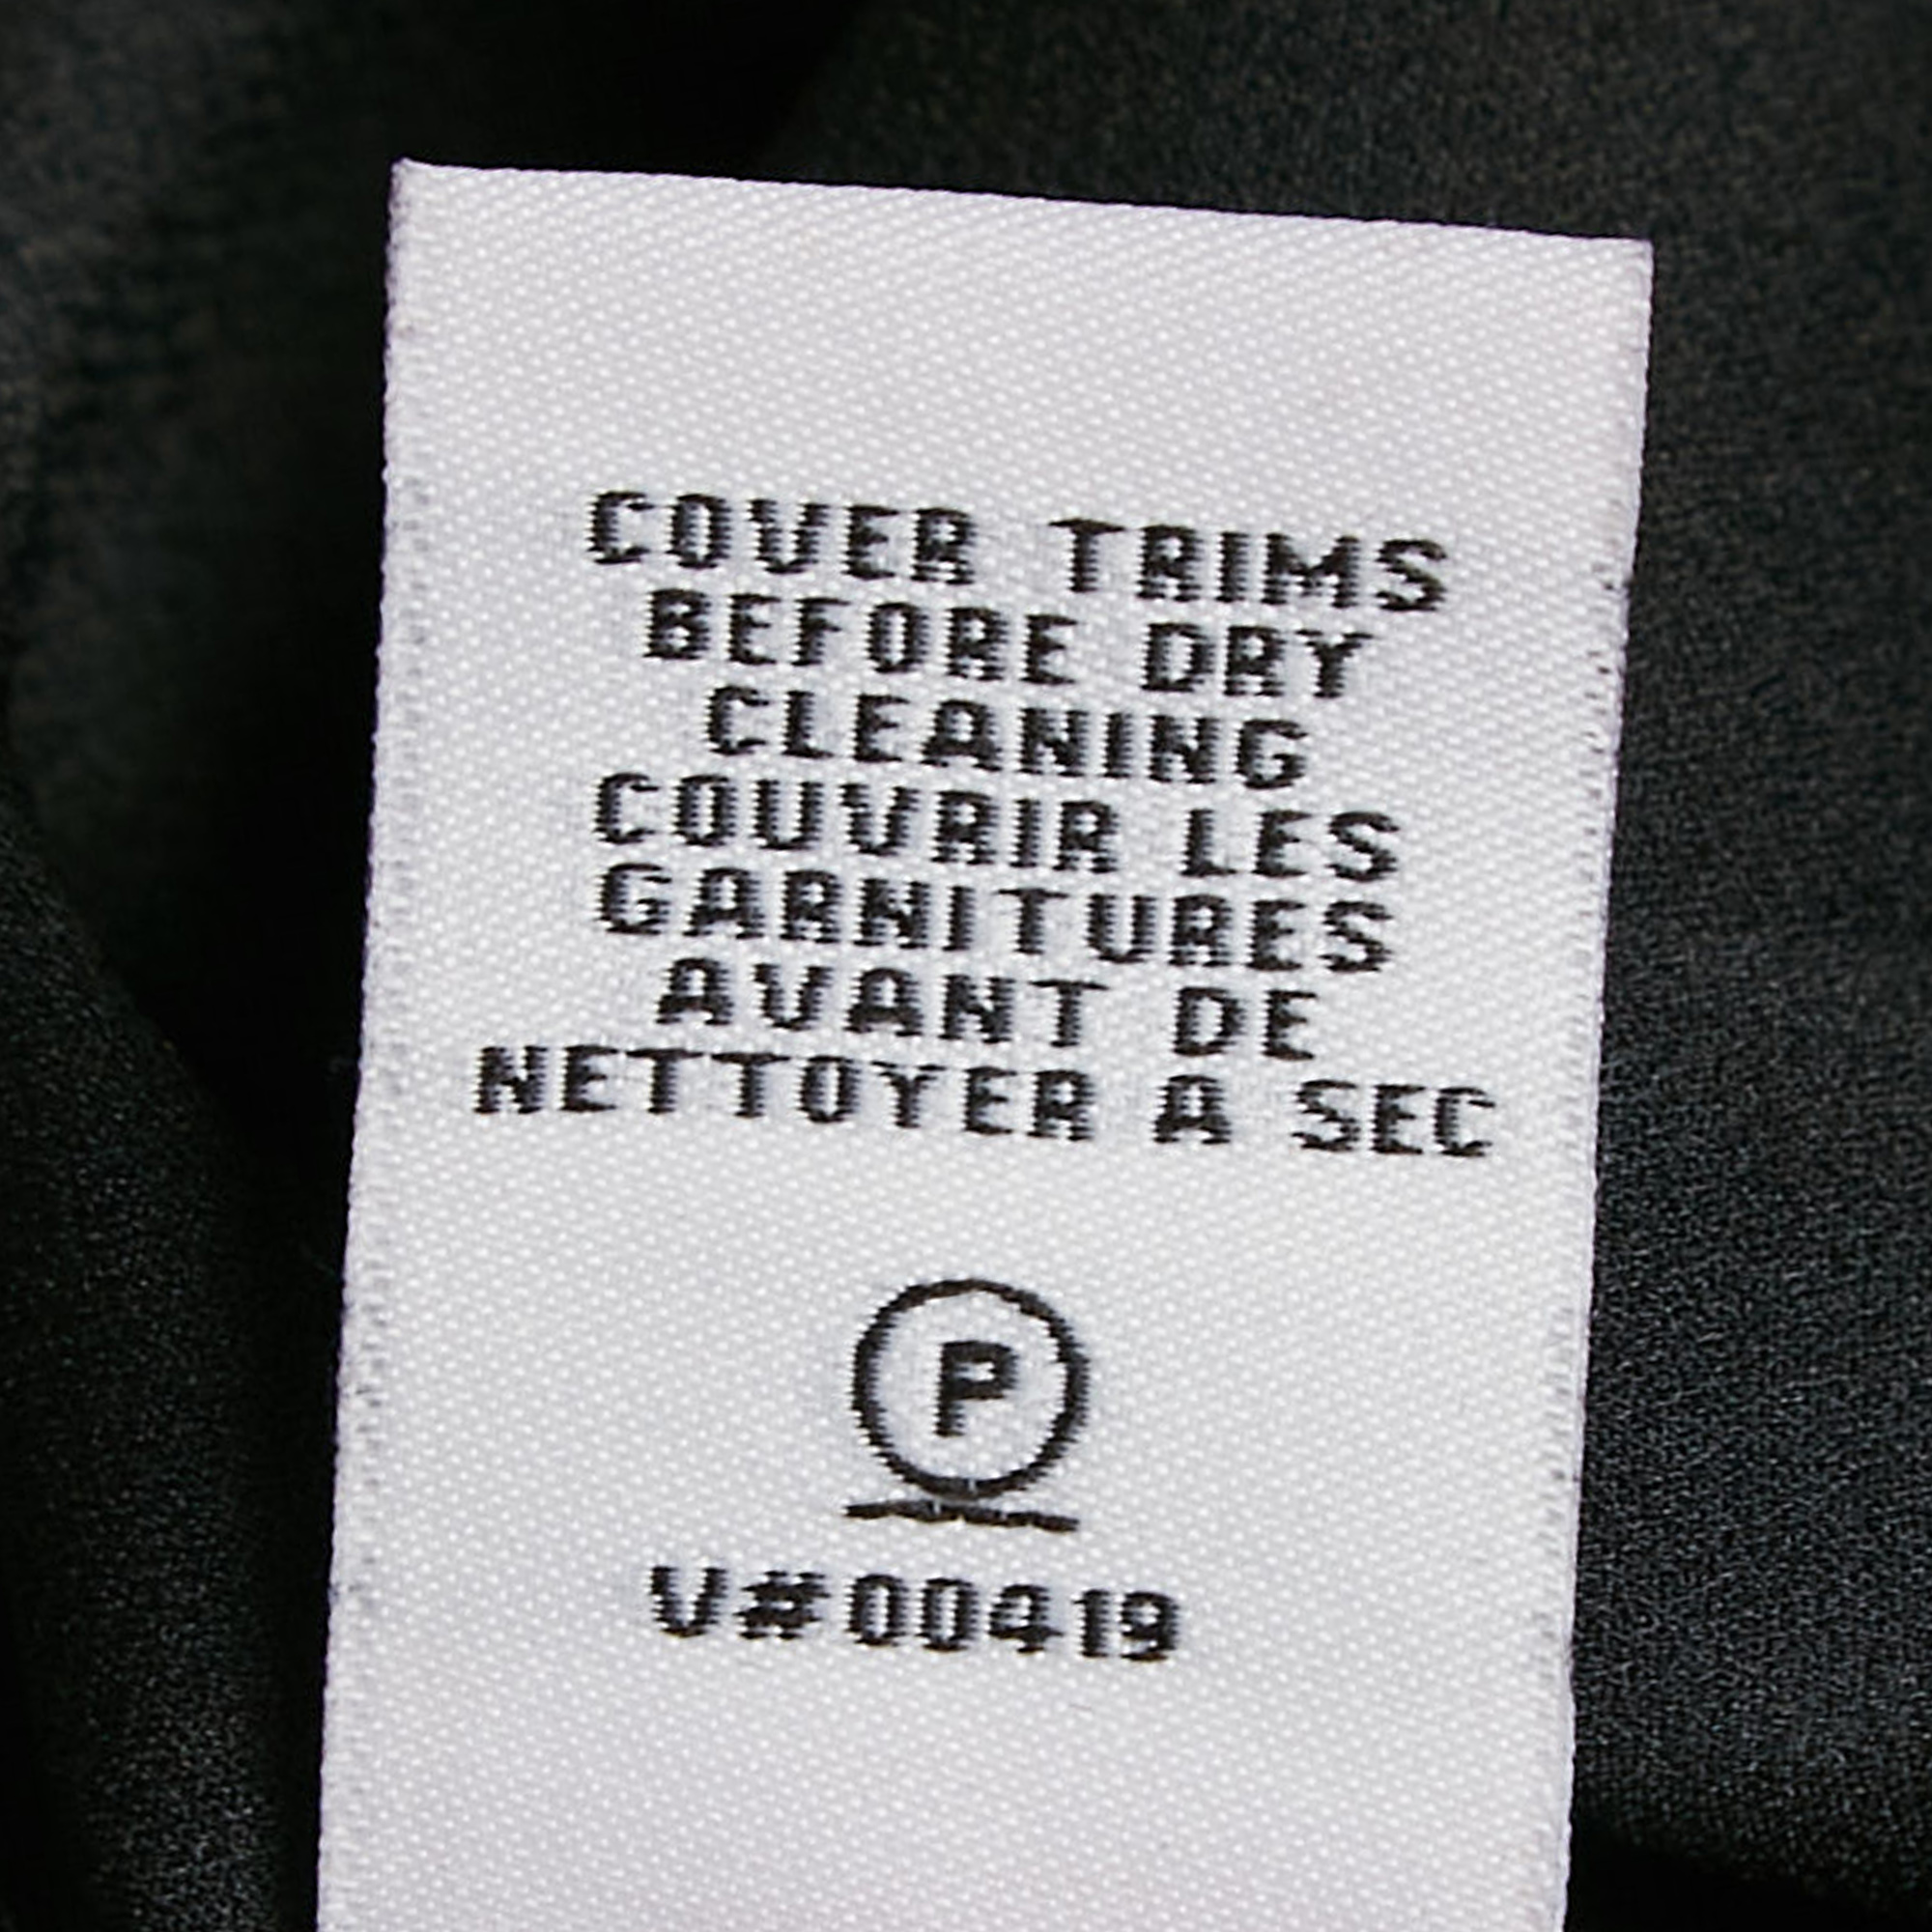 COVER TRIMS
BEFORE DRY
CLEANING
COUVRIR LES
GARNITURES
AVANT DE
NETTOYER A SEC
P
V#00419